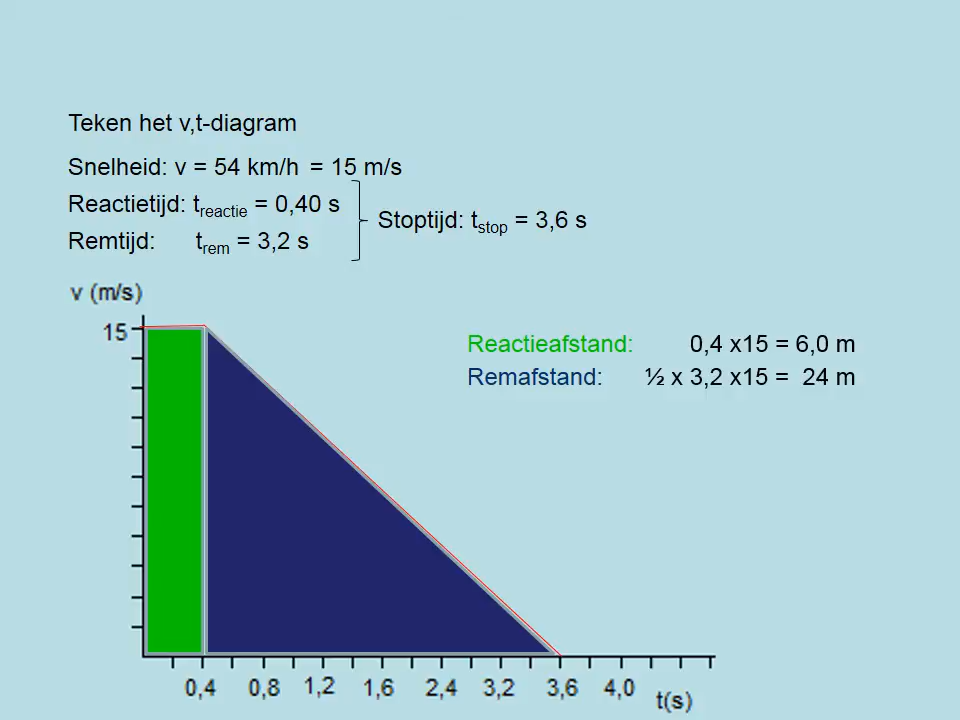 Teken het v,t-diagram
Snelheid: v = 54 km/h = 15 m/s
Reactietijd: treactie = 0,40 s
Stoptijd: tstop = 3,6 s
Remtijd: trem = 3,2 s
v (m/s)
15
Reactieafstand: 0,4 x15 = 6,0 m
Remafstand: ½ x 3,2 x15 = 24 m
0,4 0,8 1,2 1,6 2,4 3,2 3,6 4,0
t(s)